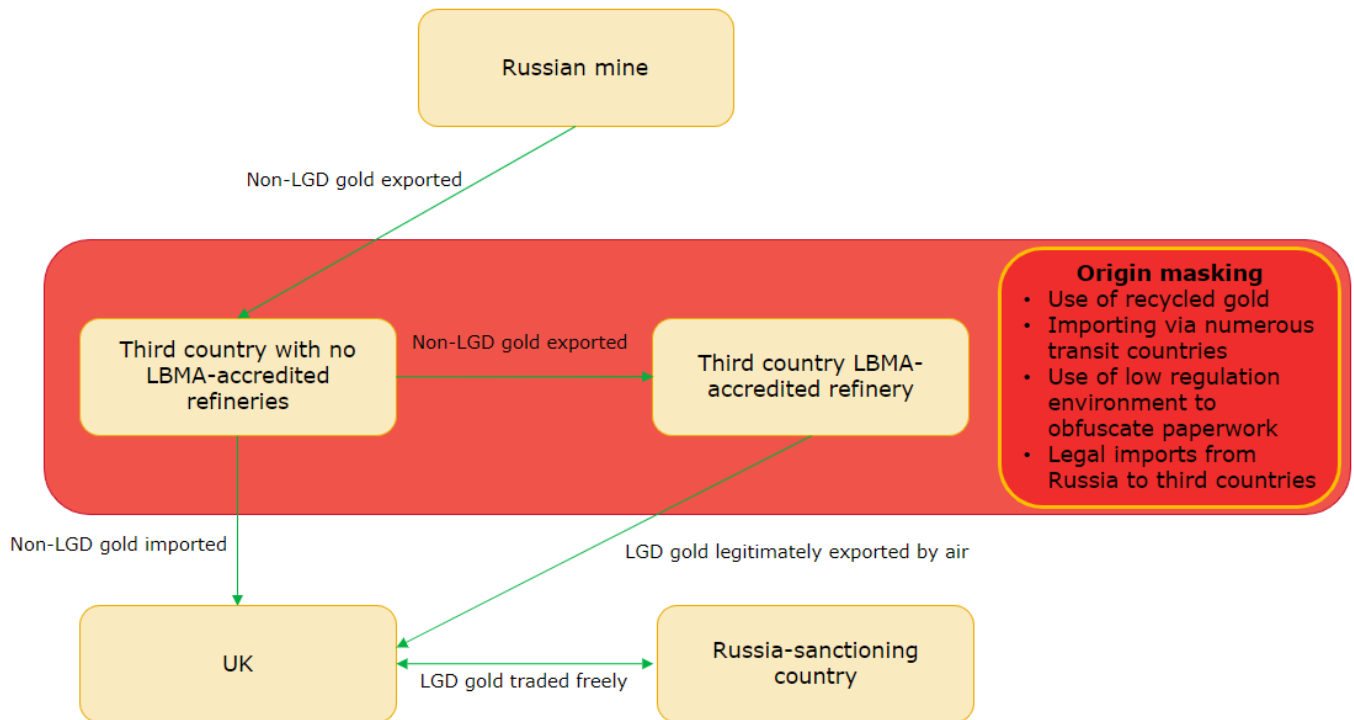 Russian mine
Non-LGD gold exported
Origin masking
• Use of recycled gold
• Importing via numerous
transit countries
• Use of low regulation
environment to
obfuscate paperwork
• Legal imports from
Russia to third countries
Third country with no
LBMA-accredited
refineries
Non-LGD gold exported
Third country LBMA-
accredited refinery
Non-LGD gold imported
LGD gold legitimately exported by air
UK
LGD gold traded freely
Russia-sanctioning
country